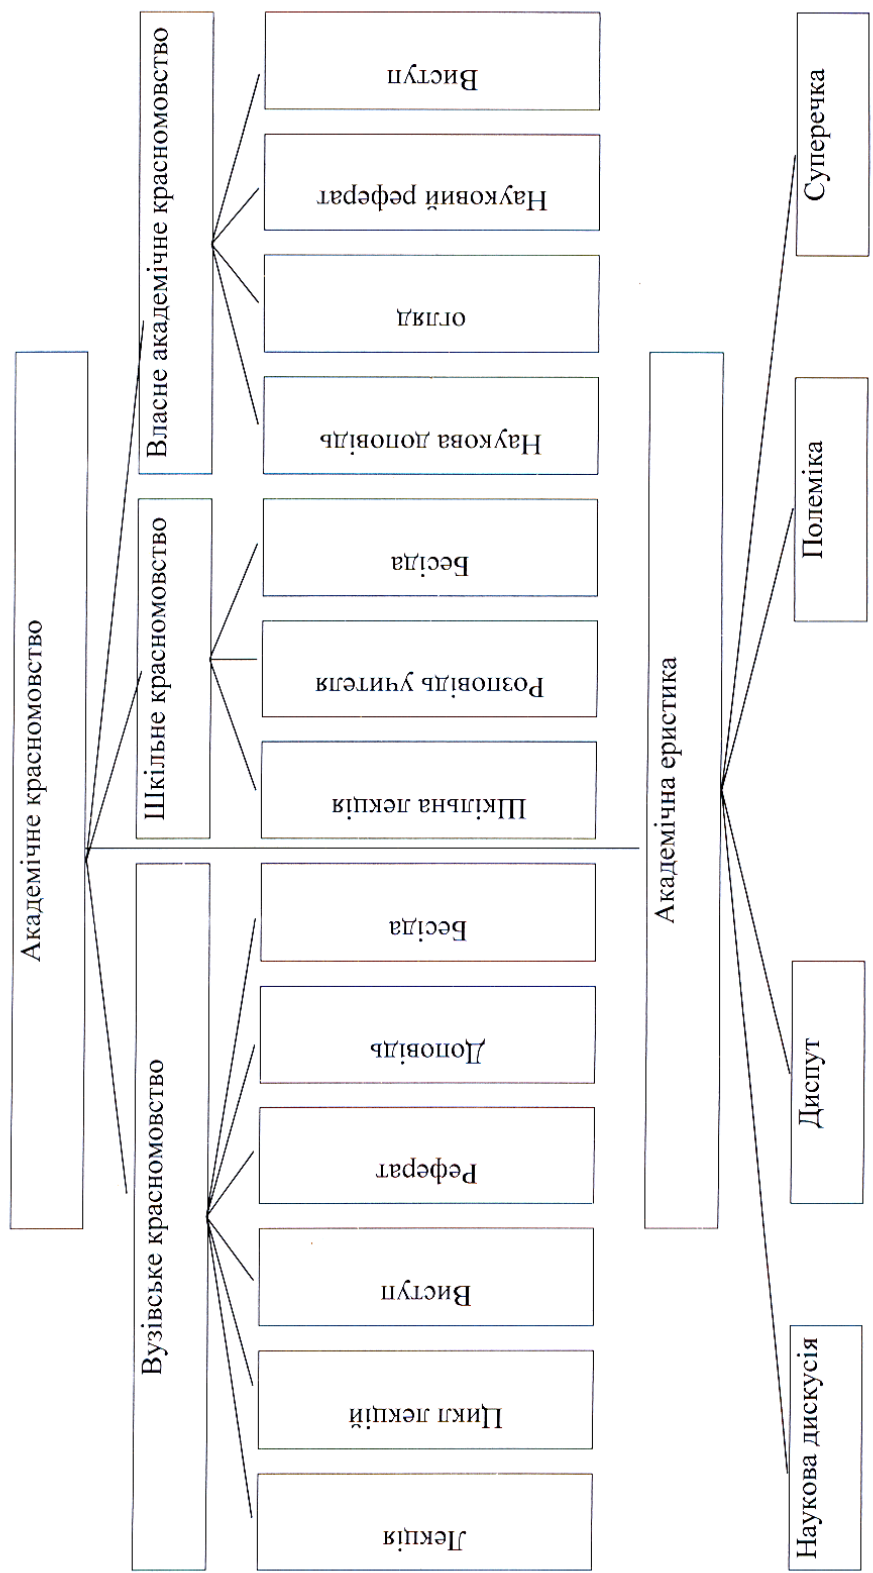 Академічне красномовство
Вузівське красномовство
Шкільне красномовство
Власне академічне красномовство
Лекція
Цикл лекцій
Виступ
Реферат
Доповідь
Бесіда
Шкільна лекція
Розповідь учителя
Бесіда
Наукова доповідь
огляд
Науковий реферат
Виступ
Академічна еристика
Наукова дискусія
Диспут
Полеміка
Суперечка